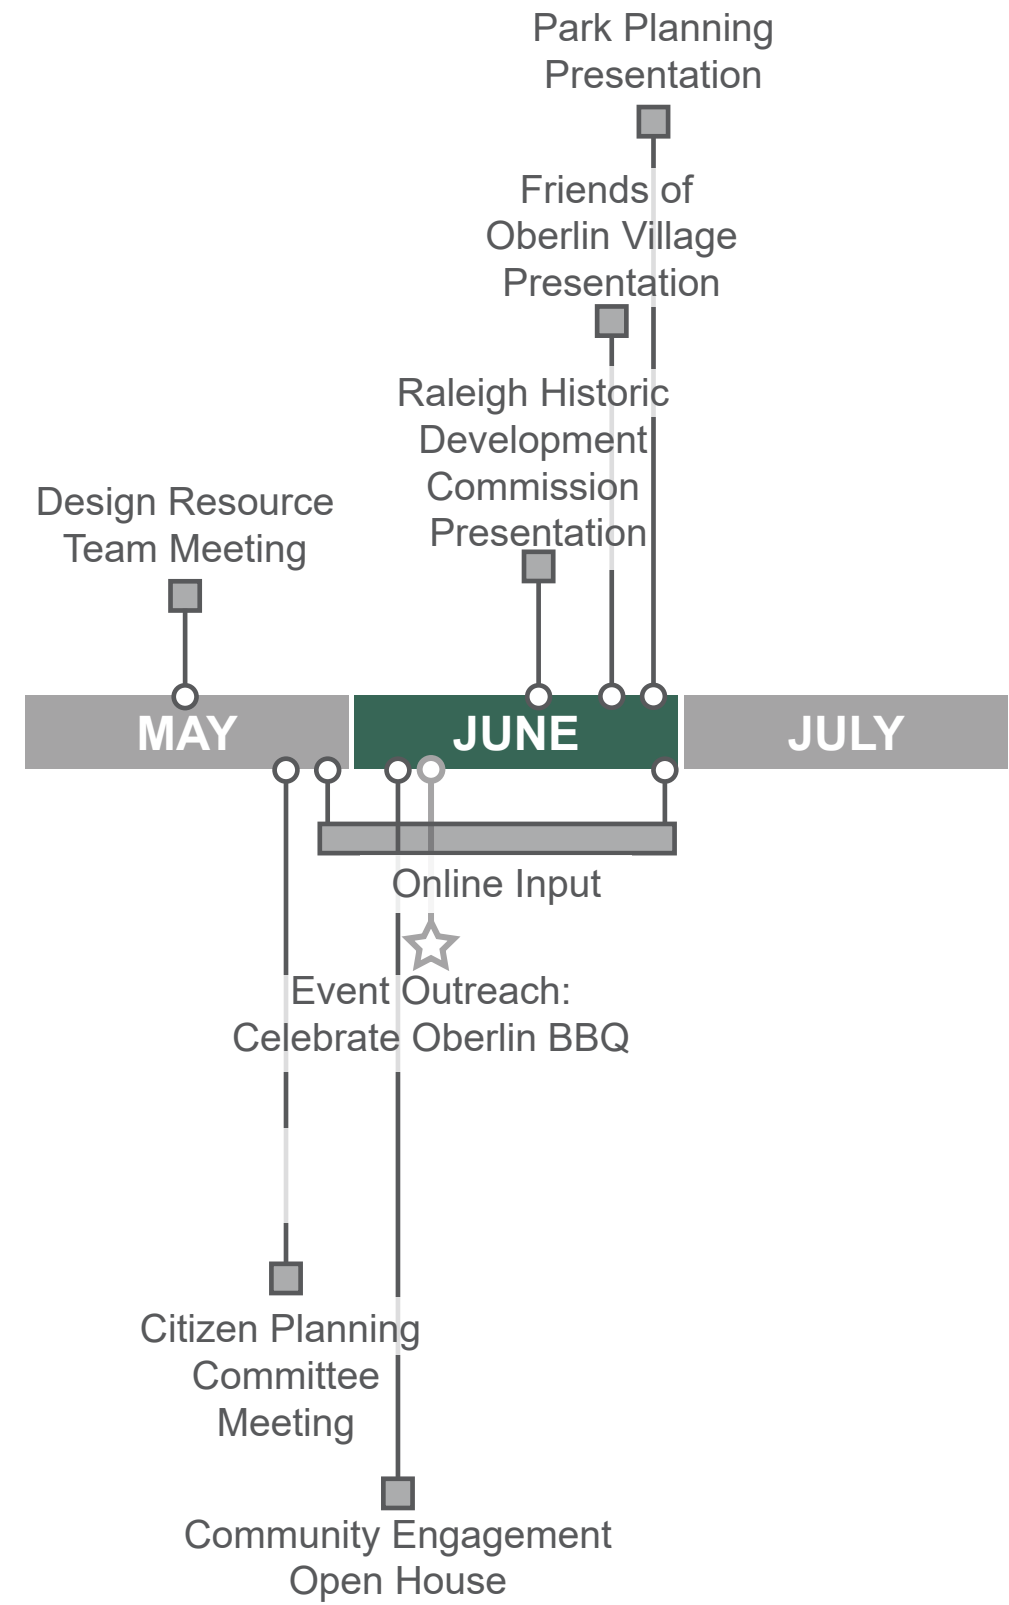 Park Planning
Presentation
Friends of
Oberlin Village
Presentation
Raleigh Historic
Development
Commission
Presentation
Design Resource
Team Meeting
MAY
JUNE
JULY
Online Input
Event Outreach:
Celebrate Oberlin BBQ
Citizen Planning
Committee
Meeting
Community Engagement
Open House